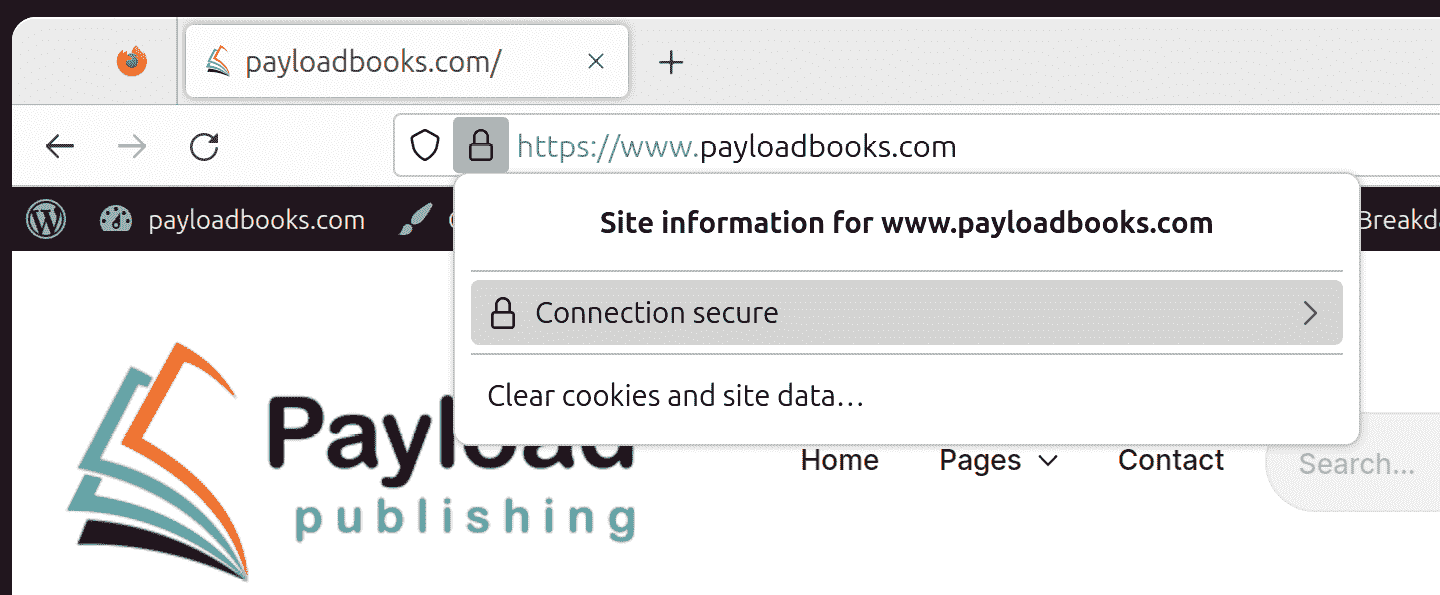 payloadbooks.com/
https://www.payloadbooks.com
payloadbooks.com
Site information for www.payloadbooks.com
Connection secure
Clear cookies and site data…
Payload
publishing
Home Pages Contact Search...